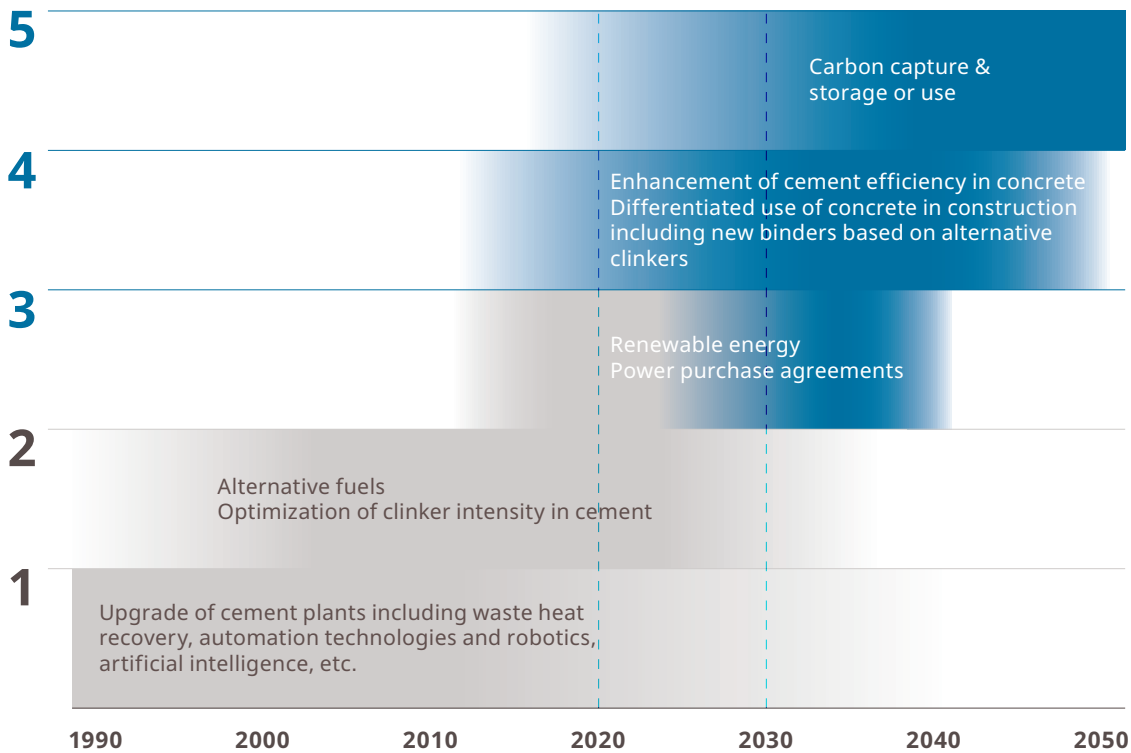 5
Carbon capture &
storage or use
4
Enhancement of cement efficiency in concrete
Differentiated use of concrete in construction
including new binders based on alternative
clinkers
3
Renewable energy
Power purchase agreements
2
Alternative fuels
Optimization of clinker intensity in cement
1
Upgrade of cement plants including waste heat
recovery, automation technologies and robotics,
artificial intelligence, etc.
1990 2000 2010 2020 2030 2040 2050